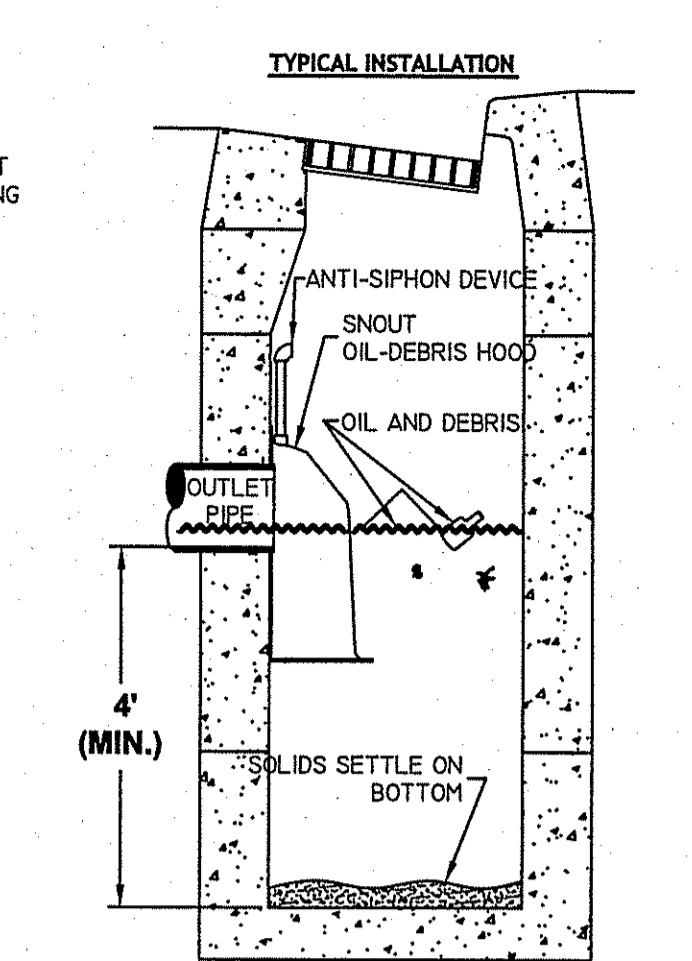 TYPICAL INSTALLATION
ANTI-SIPHON DEVICE
SNOUT
OIL-DEBRIS HOOD
OIL AND DEBRIS
OUTLET
PIPE
4'
(MIN.)
SOLIDS SETTLE ON
BOTTOM